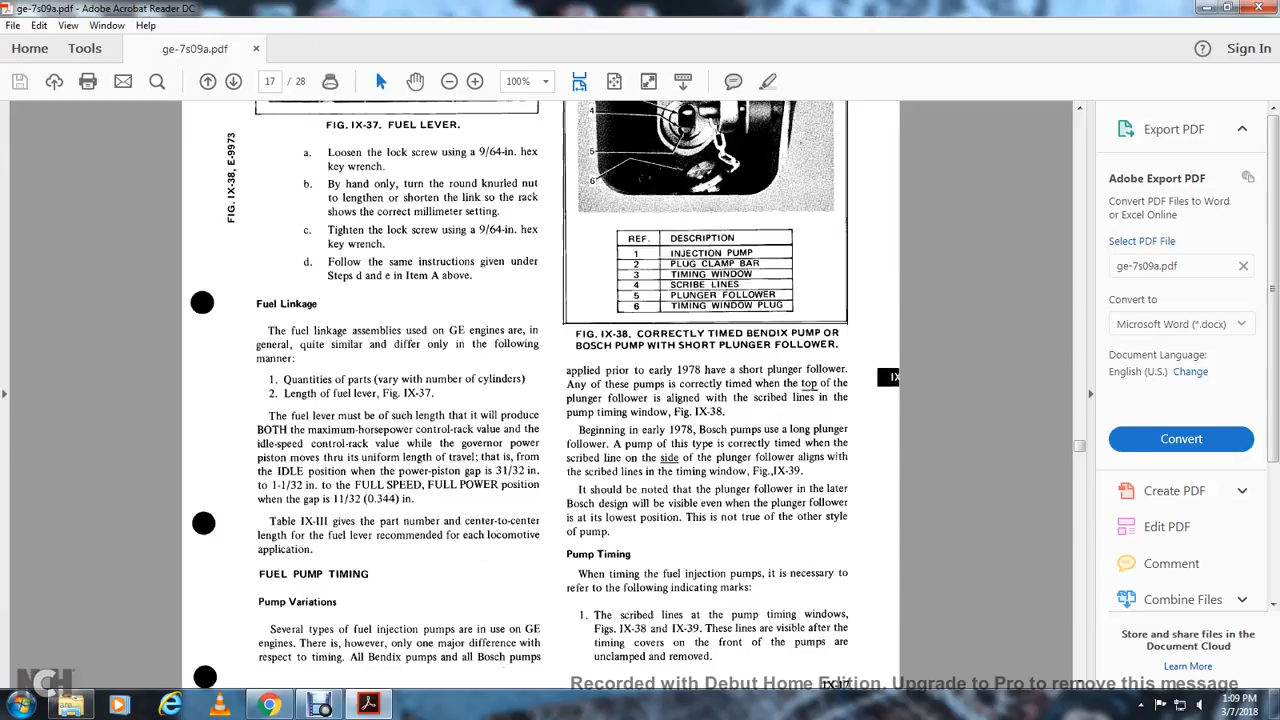 ge-7s09a.pdf - Adobe Acrobat Reader DC
File Edit View Window Help
Home Tools ge-7s09a.pdf × Sign In
17 / 28 100%
FIG. IX-38, E-9973
FIG. IX-37. FUEL LEVER.
a. Loosen the lock screw using a 9/64-in. hex
key wrench.
b. By hand only, turn the round knurled nut
to lengthen or shorten the link so the rack
shows the correct millimeter setting.
c. Tighten the lock screw using a 9/64-in. hex
key wrench.
d. Follow the same instructions given under
Steps d and e in Item A above.
Fuel Linkage
The fuel linkage assemblies used on GE engines are, in
general, quite similar and differ only in the following
manner:
1. Quantities of parts (vary with number of cylinders)
2. Length of fuel lever, Fig. IX-37.
The fuel lever must be of such length that it will produce
BOTH the maximum-horsepower control-rack value and the
idle-speed control-rack value while the governor power
piston moves thru its uniform length of travel; that is, from
the IDLE position when the power-piston gap is 31/32 in.
to 1-1/32 in. to the FULL SPEED, FULL POWER position
when the gap is 11/32 (0.344) in.
Table IX-III gives the part number and center-to-center
length for the fuel lever recommended for each locomotive
application.
FUEL PUMP TIMING
Pump Variations
Several types of fuel injection pumps are in use on GE
engines. There is, however, only one major difference with
respect to timing. All Bendix pumps and all Bosch pumps
4
5
6
REF. DESCRIPTION
1 INJECTION PUMP
2 PLUG CLAMP BAR
3 TIMING WINDOW
4 SCRIBE LINES
5 PLUNGER FOLLOWER
6 TIMING WINDOW PLUG
FIG. IX-38. CORRECTLY TIMED BENDIX PUMP OR
BOSCH PUMP WITH SHORT PLUNGER FOLLOWER.
applied prior to early 1978 have a short plunger follower.
Any of these pumps is correctly timed when the top of the
plunger follower is aligned with the scribed lines in the
pump timing window, Fig. IX-38.
Beginning in early 1978, Bosch pumps use a long plunger
follower. A pump of this type is correctly timed when the
scribed line on the side of the plunger follower aligns with
the scribed lines in the timing window, Fig.,IX-39.
It should be noted that the plunger follower in the later
Bosch design will be visible even when the plunger follower
is at its lowest position. This is not true of the other style
of pump.
Pump Timing
When timing the fuel injection pumps, it is necessary to
refer to the following indicating marks:
1. The scribed lines at the pump timing windows,
Figs. IX-38 and IX-39. These lines are visible after the
timing covers on the front of the pumps are
unclamped and removed.
IX-17
IX
Export PDF
Adobe Export PDF
Convert PDF Files to Word
or Excel Online
Select PDF File
ge-7s09a.pdf
Convert to
Microsoft Word (*.docx)
Document Language:
English (U.S.) Change
Convert
Create PDF
Edit PDF
Comment
Combine Files
Store and share files in the
Document Cloud
Learn More
NCH
Recorded with Debut Home Edition. Upgrade to Pro to remove this message
1:09 PM
3/7/2018